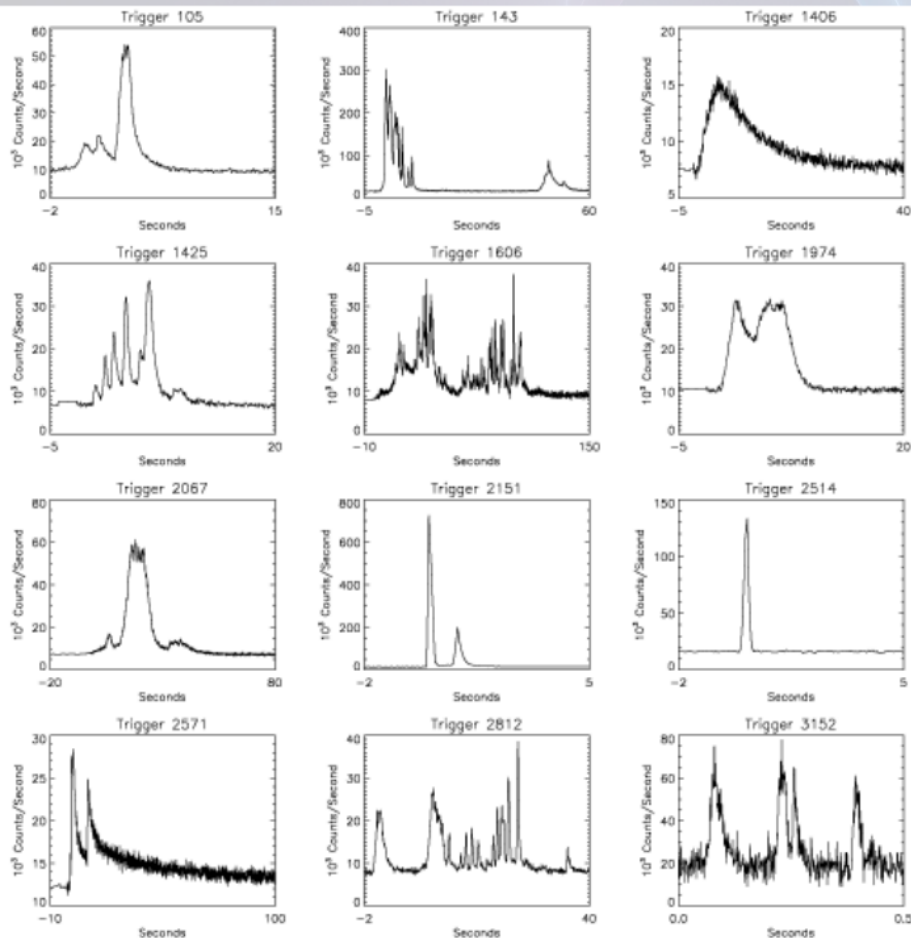 Trigger 105
10³ Counts/Second
60
50
40
30
20
10
0
-2 15
Seconds
Trigger 143
10³ Counts/Second
400
300
200
100
0
-5 60
Seconds
Trigger 1406
10³ Counts/Second
20
15
10
5
-5 40
Seconds
Trigger 1425
10³ Counts/Second
40
30
20
10
0
-5 20
Seconds
Trigger 1606
10³ Counts/Second
40
30
20
10
0
-10 150
Seconds
Trigger 1974
10³ Counts/Second
40
30
20
10
0
-5 20
Seconds
Trigger 2067
10³ Counts/Second
80
60
40
20
0
-20 80
Seconds
Trigger 2151
10³ Counts/Second
800
600
400
200
0
-2 5
Seconds
Trigger 2514
10³ Counts/Second
150
100
50
0
-2 5
Seconds
Trigger 2571
10³ Counts/Second
30
25
20
15
10
-10 100
Seconds
Trigger 2812
10³ Counts/Second
40
30
20
10
0
-2 40
Seconds
Trigger 3152
10³ Counts/Second
80
60
40
20
0
0.0 0.5
Seconds